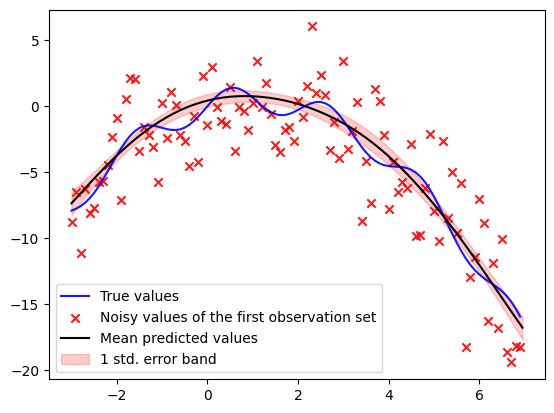 5
0
−5
−10
−15
−20
True values
Noisy values of the first observation set
Mean predicted values
1 std. error band
−2
0
2
4
6